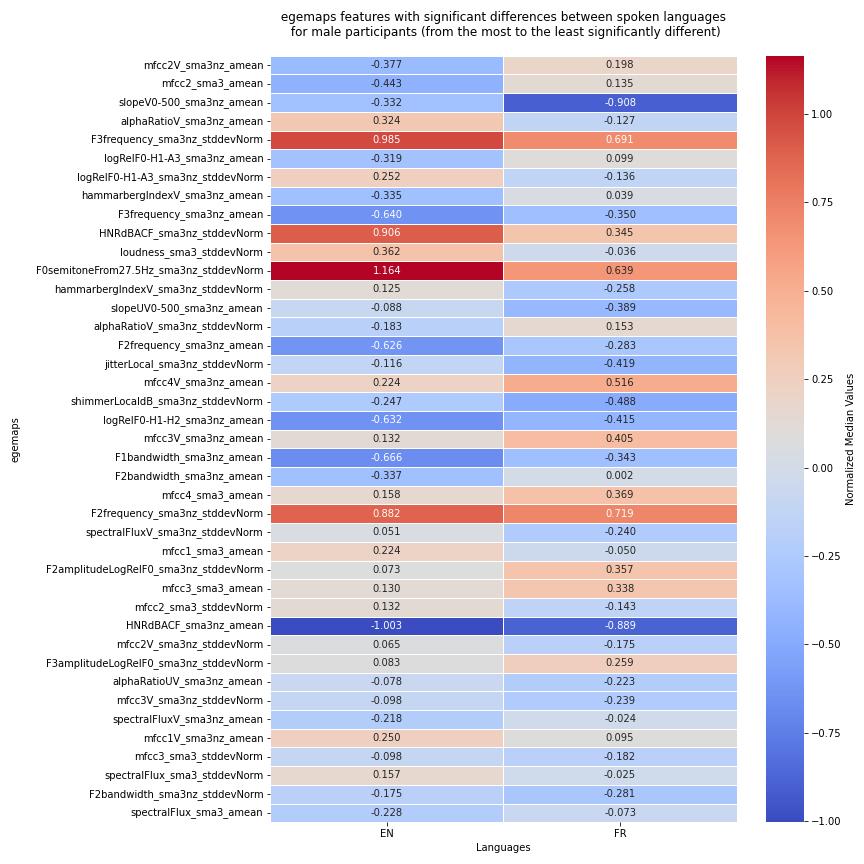 egemaps features with significant differences between spoken languages
for male participants (from the most to the least significantly different)
mfcc2V_sma3nz_amean -0.377 0.198
mfcc2_sma3_amean -0.443 0.135
slopeV0-500_sma3nz_amean -0.332 -0.908
alphaRatioV_sma3nz_amean 0.324 -0.127
F3frequency_sma3nz_stddevNorm 0.985 0.691
logRelF0-H1-A3_sma3nz_amean -0.319 0.099
logRelF0-H1-A3_sma3nz_stddevNorm 0.252 -0.136
hammarbergIndexV_sma3nz_amean -0.335 0.039
F3frequency_sma3nz_amean -0.640 -0.350
HNRdBACF_sma3nz_stddevNorm 0.906 0.345
loudness_sma3_stddevNorm 0.362 -0.036
F0semitoneFrom27.5Hz_sma3nz_stddevNorm 1.164 0.639
hammarbergIndexV_sma3nz_stddevNorm 0.125 -0.258
slopeUV0-500_sma3nz_amean -0.088 -0.389
alphaRatioV_sma3nz_stddevNorm -0.183 0.153
F2frequency_sma3nz_amean -0.626 -0.283
jitterLocal_sma3nz_amean -0.116 -0.419
mfcc4V_sma3nz_amean 0.224 0.516
shimmerLocaldB_sma3nz_stddevNorm -0.247 -0.488
logRelF0-H1-H2_sma3nz_amean -0.632 -0.415
mfcc3V_sma3nz_amean 0.132 0.405
F1bandwidth_sma3nz_amean -0.666 -0.343
F2bandwidth_sma3nz_amean -0.337 0.002
mfcc4_sma3_amean 0.158 0.369
F2frequency_sma3nz_stddevNorm 0.882 0.719
spectralFluxV_sma3nz_stddevNorm 0.051 -0.240
mfcc1_sma3_amean 0.224 -0.050
F2amplitudeLogRelF0_sma3nz_stddevNorm 0.073 0.357
mfcc3_sma3_amean 0.130 0.338
mfcc2_sma3_stddevNorm 0.132 -0.143
HNRdBACF_sma3nz_amean -1.003 -0.889
mfcc2V_sma3nz_stddevNorm 0.065 -0.175
F3amplitudeLogRelF0_sma3nz_stddevNorm 0.083 0.259
alphaRatioUV_sma3nz_amean -0.078 -0.223
mfcc3V_sma3nz_stddevNorm -0.098 -0.239
spectralFluxV_sma3nz_amean -0.218 -0.024
mfcc1V_sma3nz_amean 0.250 0.095
mfcc3_sma3_stddevNorm -0.098 -0.182
spectralFlux_sma3_stddevNorm 0.157 -0.025
F2bandwidth_sma3nz_stddevNorm -0.175 -0.281
spectralFlux_sma3_amean -0.228 -0.073
EN FR
Languages
egemaps
1.00
0.75
0.50
0.25
0.00
−0.25
−0.50
−0.75
−1.00
Normalized Median Values